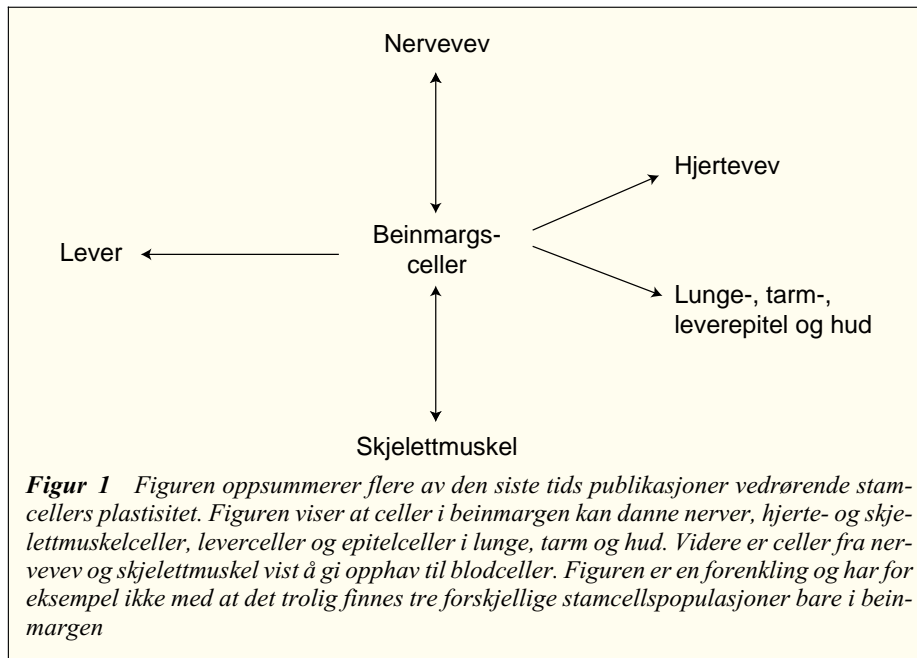 Nervevev
Hjertevev
Beinmargs-
celler
Lever
Lunge-, tarm-,
leverepitel og hud
Skjelettmuskel
Figur 1 Figuren oppsummerer flere av den siste tids publikasjoner vedrørende stam-
cellers plastisitet. Figuren viser at celler i beinmargen kan danne nerver, hjerte- og skje-
lettmuskelceller, leverceller og epitelceller i lunge, tarm og hud. Videre er celler fra ner-
vevev og skjelettmuskel vist å gi opphav til blodceller. Figuren er en forenkling og har for
eksempel ikke med at det trolig finnes tre forskjellige stamcellspopulasjoner bare i bein-
margen